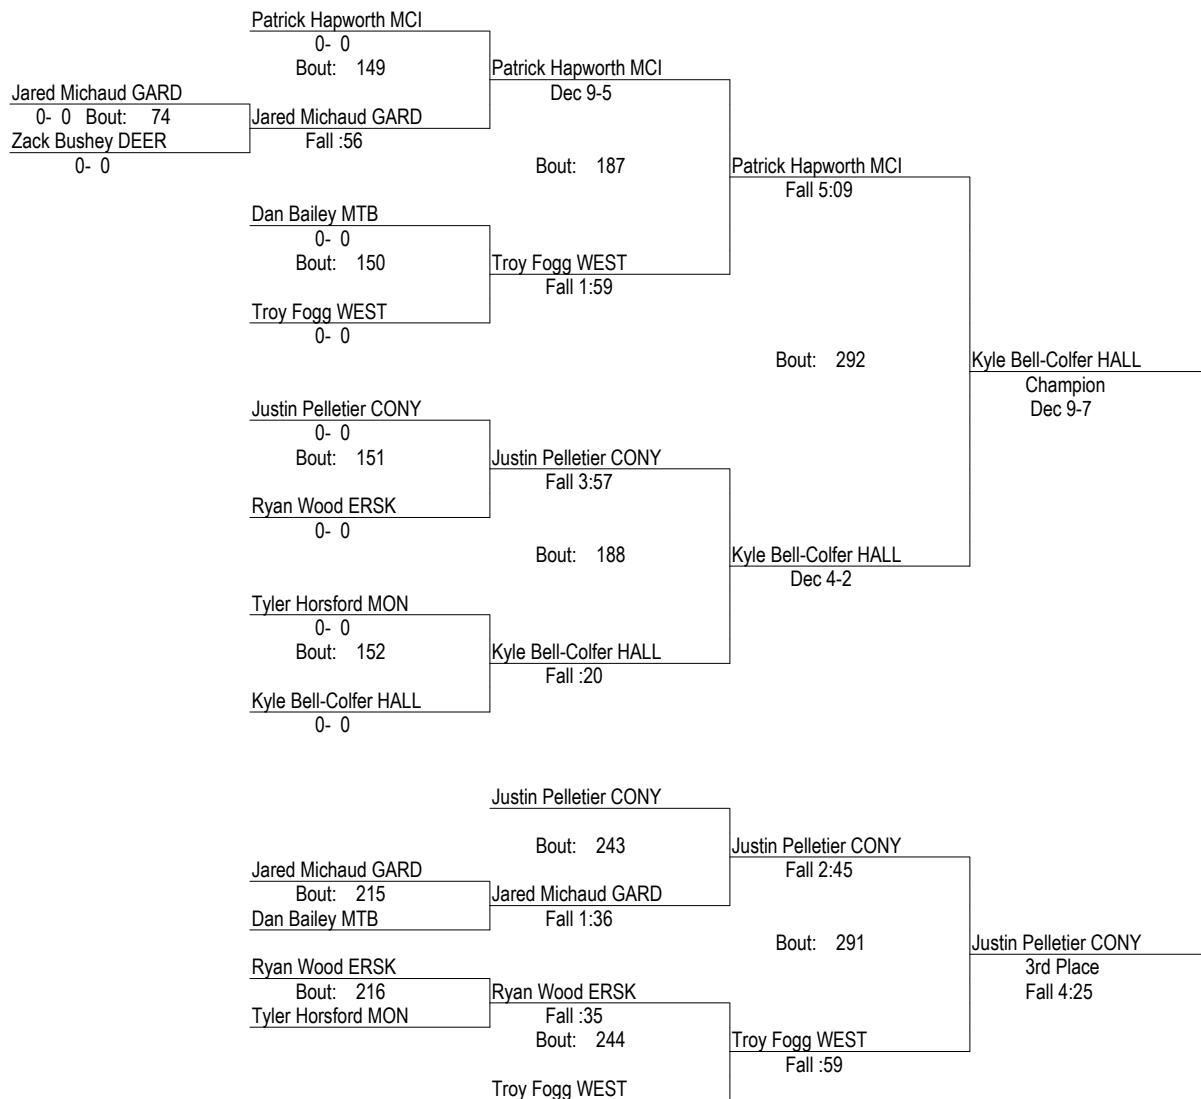 Patrick Hapworth MCI
0- 0
Bout: 149
Patrick Hapworth MCI
Dec 9-5
Jared Michaud GARD
0- 0 Bout: 74
Jared Michaud GARD
Fall :56
Zack Bushey DEER
0- 0
Bout: 187
Patrick Hapworth MCI
Fall 5:09
Dan Bailey MTB
0- 0
Bout: 150
Troy Fogg WEST
Fall 1:59
Troy Fogg WEST
0- 0
Bout: 292
Kyle Bell-Colfer HALL
Champion
Dec 9-7
Justin Pelletier CONY
0- 0
Bout: 151
Justin Pelletier CONY
Fall 3:57
Ryan Wood ERSK
0- 0
Bout: 188
Kyle Bell-Colfer HALL
Dec 4-2
Tyler Horsford MON
0- 0
Bout: 152
Kyle Bell-Colfer HALL
Fall :20
Kyle Bell-Colfer HALL
0- 0
Justin Pelletier CONY
Bout: 243
Justin Pelletier CONY
Fall 2:45
Jared Michaud GARD
Bout: 215
Jared Michaud GARD
Fall 1:36
Dan Bailey MTB
Bout: 291
Justin Pelletier CONY
3rd Place
Fall 4:25
Ryan Wood ERSK
Bout: 216
Ryan Wood ERSK
Fall :35
Tyler Horsford MON
Bout: 244
Troy Fogg WEST
Fall :59
Troy Fogg WEST